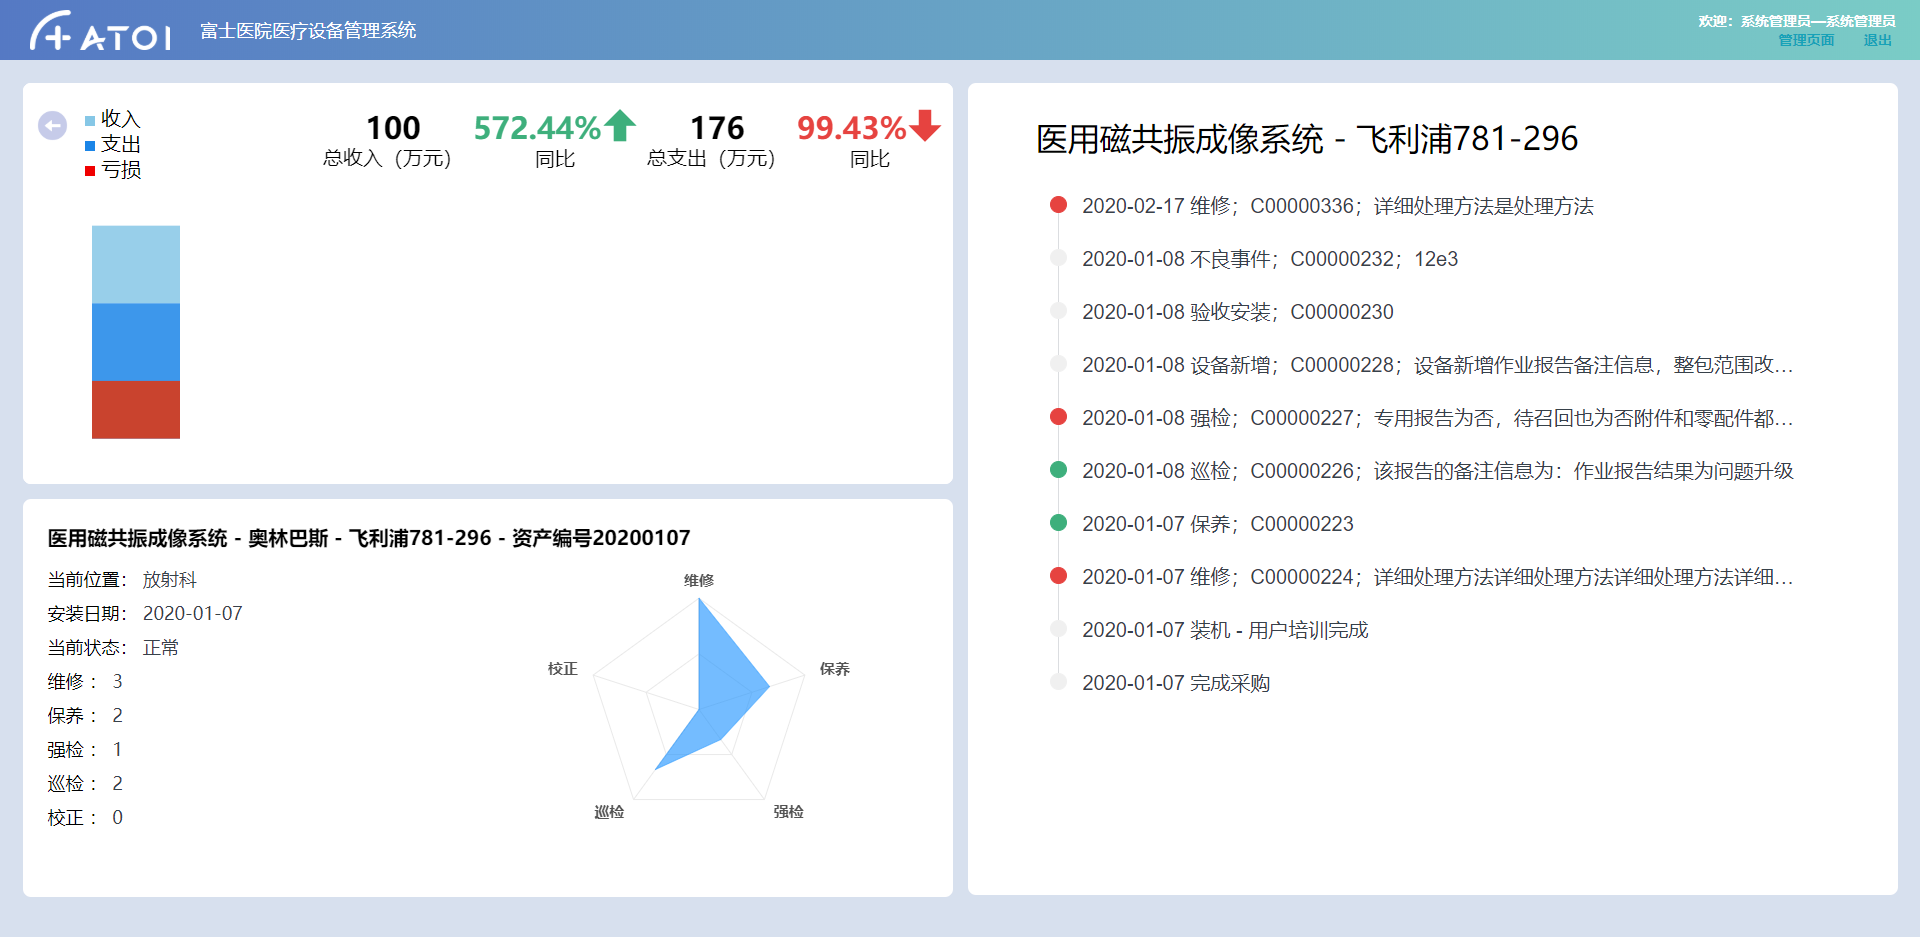 ATOI
富士医院医疗设备管理系统
欢迎：系统管理员—系统管理员
管理页面 退出
收入
支出
亏损
100
总收入（万元）
572.44%
同比
176
总支出（万元）
99.43%
同比
医用磁共振成像系统 - 奥林巴斯 - 飞利浦781-296 - 资产编号20200107
当前位置： 放射科
安装日期： 2020-01-07
当前状态： 正常
维修： 3
保养： 2
强检： 1
巡检： 2
校正： 0
维修
校正
保养
巡检
强检
医用磁共振成像系统 - 飞利浦781-296
2020-02-17 维修；C00000336；详细处理方法是处理方法
2020-01-08 不良事件；C00000232；12e3
2020-01-08 验收安装；C00000230
2020-01-08 设备新增；C00000228；设备新增作业报告备注信息，整包范围改…
2020-01-08 强检；C00000227；专用报告为否，待召回也为否附件和零配件都…
2020-01-08 巡检；C00000226；该报告的备注信息为：作业报告结果为问题升级
2020-01-07 保养；C00000223
2020-01-07 维修；C00000224；详细处理方法详细处理方法详细处理方法详细…
2020-01-07 装机 - 用户培训完成
2020-01-07 完成采购